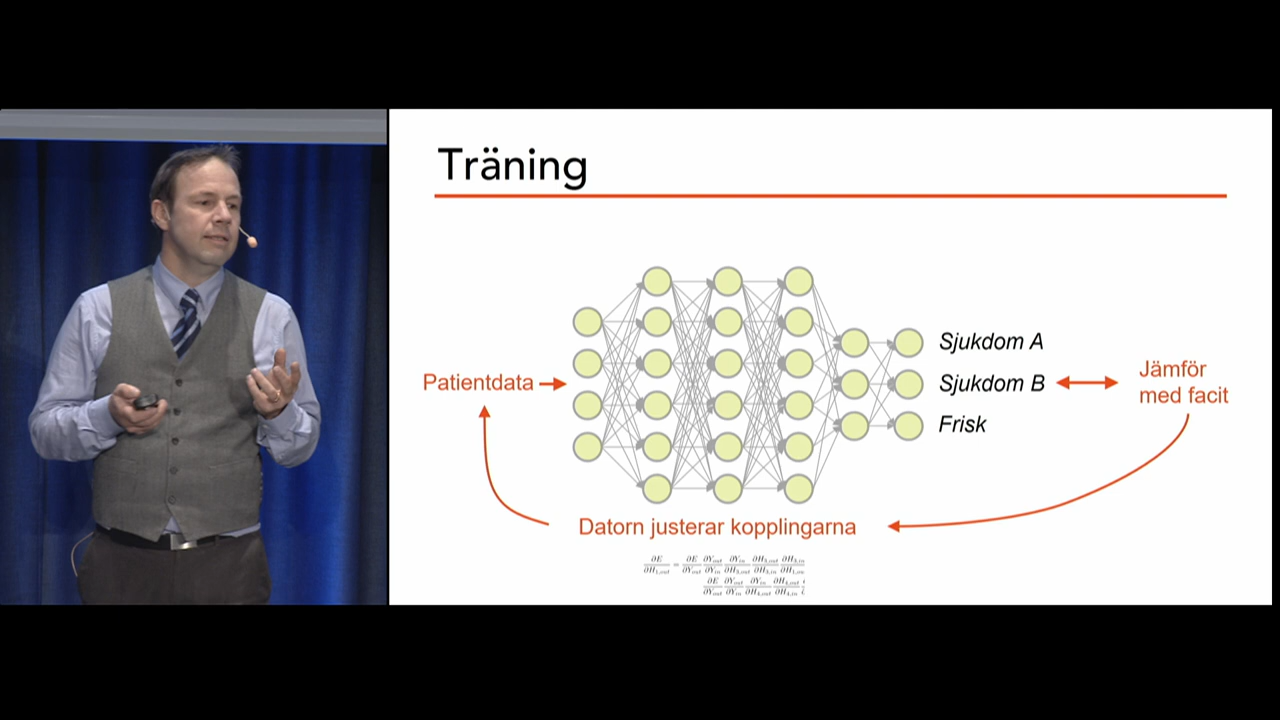 Träning
Patientdata
Sjukdom A
Sjukdom B
Frisk
Jämför
med facit
Datorn justerar kopplingarna